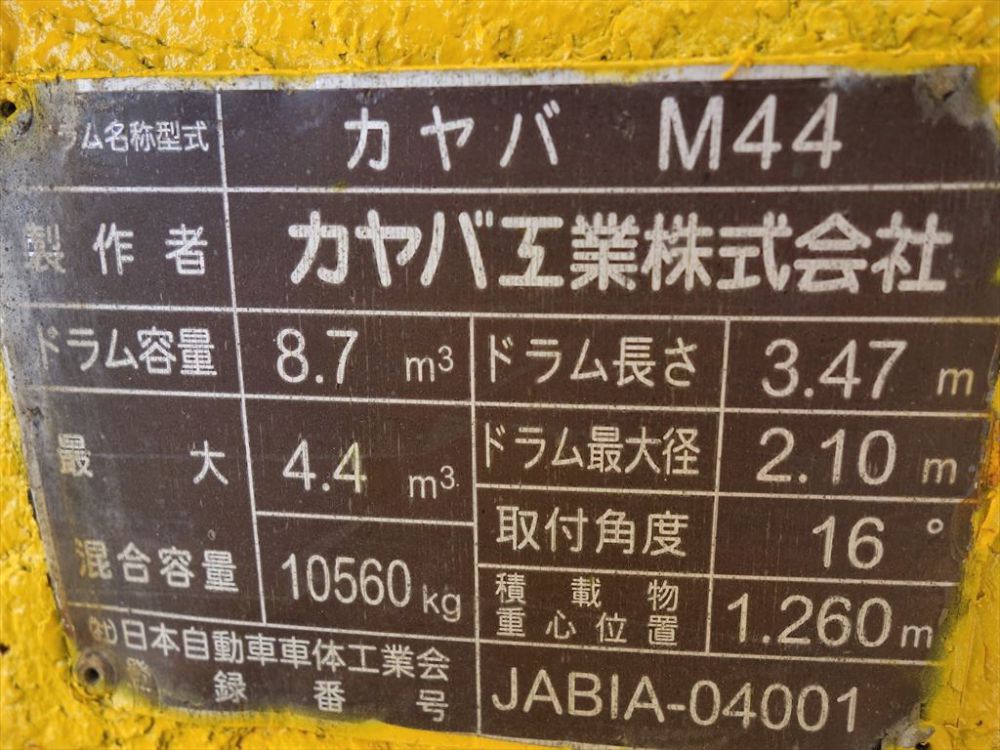 ラム名称型式 カヤバ M44
製作者 カヤバ工業株式会社
ドラム容量 8.7 m³ ドラム長さ 3.47 m
最大 4.4 m³ ドラム最大径 2.10 m
取付角度 16°
混合容量 10560 kg 積載物
重心位置 1.260 m
(社)日本自動車車体工業会
録番号 JABIA-04001